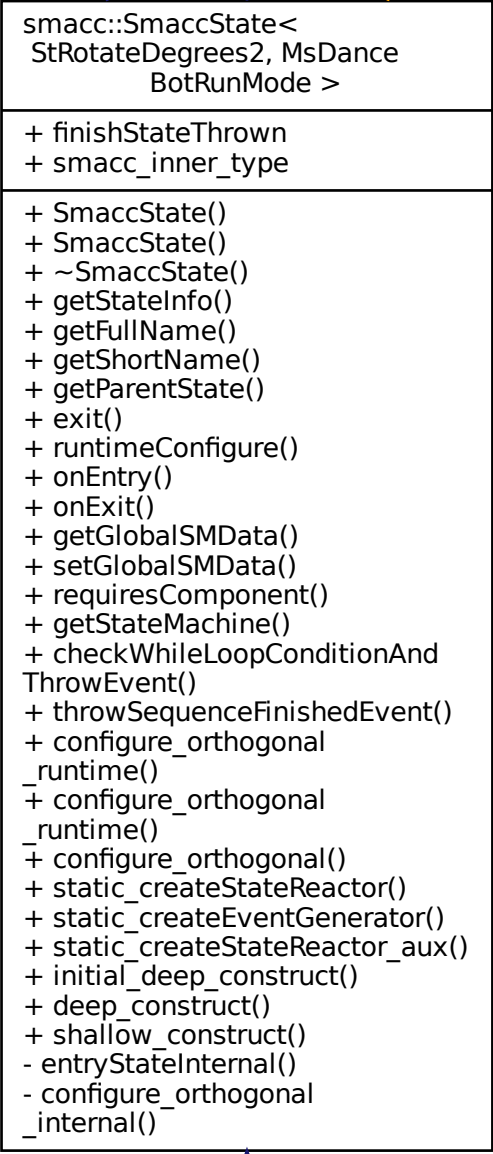 smacc::SmaccState<
StRotateDegrees2, MsDance
BotRunMode >
+ finishStateThrown
+ smacc_inner_type
+ SmaccState()
+ SmaccState()
+ ~SmaccState()
+ getStateInfo()
+ getFullName()
+ getShortName()
+ getParentState()
+ exit()
+ runtimeConfigure()
+ onEntry()
+ onExit()
+ getGlobalSMData()
+ setGlobalSMData()
+ requiresComponent()
+ getStateMachine()
+ checkWhileLoopConditionAnd
ThrowEvent()
+ throwSequenceFinishedEvent()
+ configure_orthogonal
_runtime()
+ configure_orthogonal
_runtime()
+ configure_orthogonal()
+ static_createStateReactor()
+ static_createEventGenerator()
+ static_createStateReactor_aux()
+ initial_deep_construct()
+ deep_construct()
+ shallow_construct()
- entryStateInternal()
- configure_orthogonal
_internal()